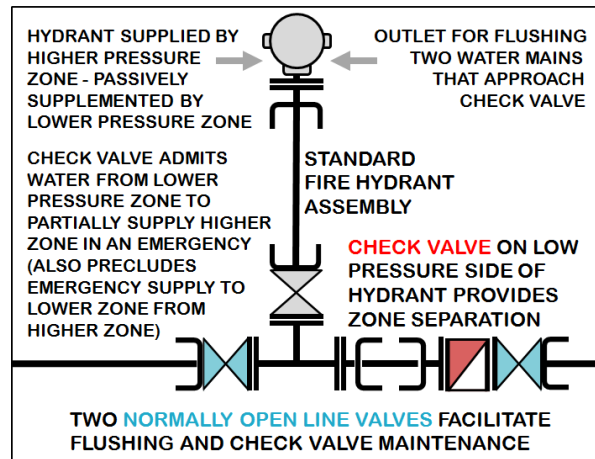 HYDRANT SUPPLIED BY
HIGHER PRESSURE
ZONE - PASSIVELY
SUPPLEMENTED BY
LOWER PRESSURE ZONE
OUTLET FOR FLUSHING
TWO WATER MAINS
THAT APPROACH
CHECK VALVE
CHECK VALVE ADMITS
WATER FROM LOWER
PRESSURE ZONE TO
PARTIALLY SUPPLY HIGHER
ZONE IN AN EMERGENCY
(ALSO PRECLUDES
EMERGENCY SUPPLY TO
LOWER ZONE FROM
HIGHER ZONE)
STANDARD
FIRE HYDRANT
ASSEMBLY
CHECK VALVE ON LOW
PRESSURE SIDE OF
HYDRANT PROVIDES
ZONE SEPARATION
TWO NORMALLY OPEN LINE VALVES FACILITATE
FLUSHING AND CHECK VALVE MAINTENANCE